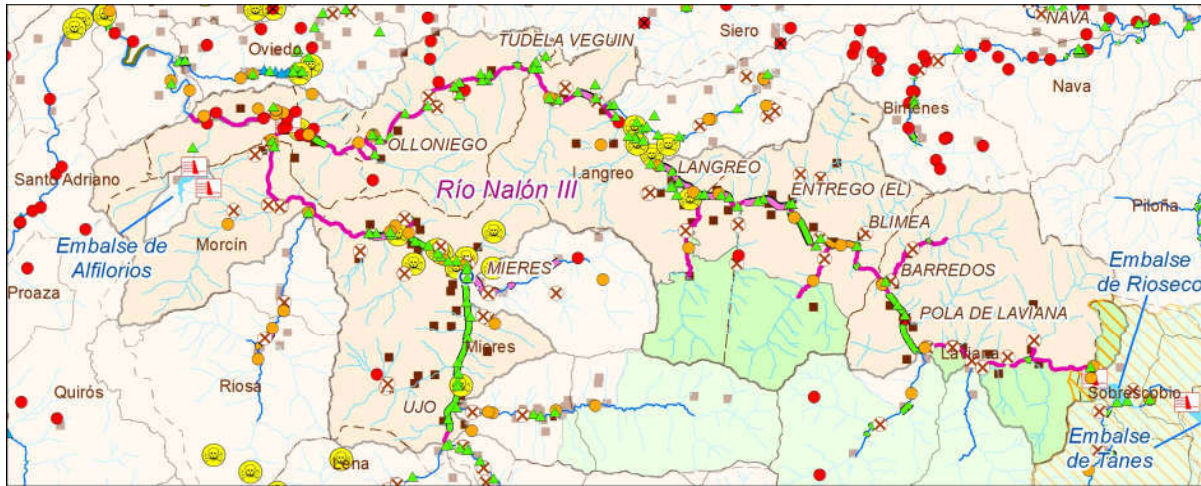 NAVA
Siero
TUDELA VEGUIN
Oviedo
Nava
Bimenes
OLLONIEGO
LANGREO
Langreo
Santo Adriano
Río Nalón III
ENTREGO (EL)
Piloña
BLIMEA
Morcín
Embalse de
Alfilorios
MIERES
BARREDOS
Embalse
de Rioseco
Proaza
POLA DE LAVIANA
Mieres
Laviana
Riosa
Quirós
Sobrescobio
UJO
Embalse
de Tanes
Lena